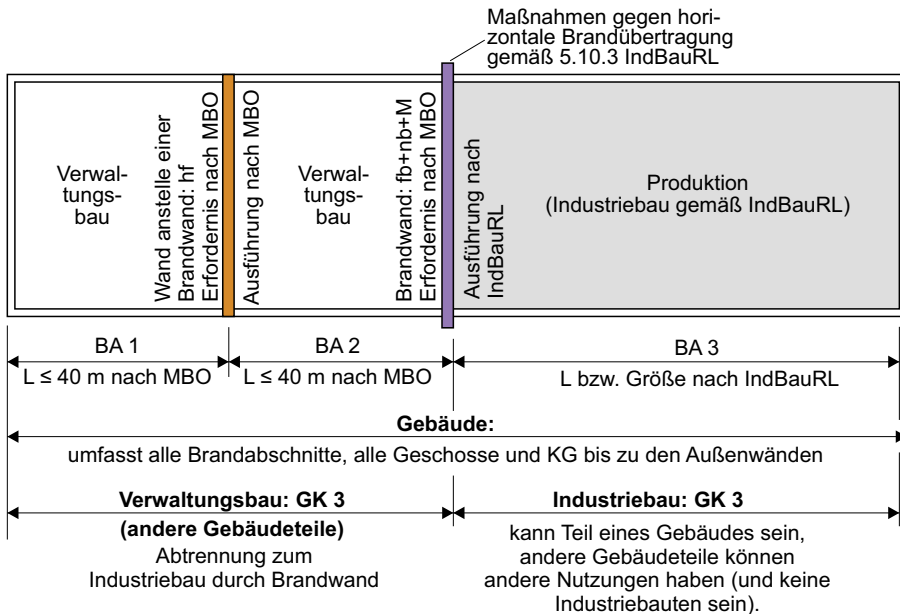 Maßnahmen gegen hori-
zontale Brandübertragung
gemäß 5.10.3 IndBauRL
Verwal-
tungs-
bau
Wand anstelle einer
Brandwand: hf
Erfordernis nach MBO
Ausführung nach MBO
Verwal-
tungs-
bau
Brandwand: fb+nb+M
Erfordernis nach MBO
Ausführung nach
IndBauRL
Produktion
(Industriebau gemäß IndBauRL)
BA 1
L ≤ 40 m nach MBO
BA 2
L ≤ 40 m nach MBO
BA 3
L bzw. Größe nach IndBauRL
Gebäude:
umfasst alle Brandabschnitte, alle Geschosse und KG bis zu den Außenwänden
Verwaltungsbau: GK 3
(andere Gebäudeteile)
Abtrennung zum
Industriebau durch Brandwand
Industriebau: GK 3
kann Teil eines Gebäudes sein,
andere Gebäudeteile können
andere Nutzungen haben (und keine
Industriebauten sein).